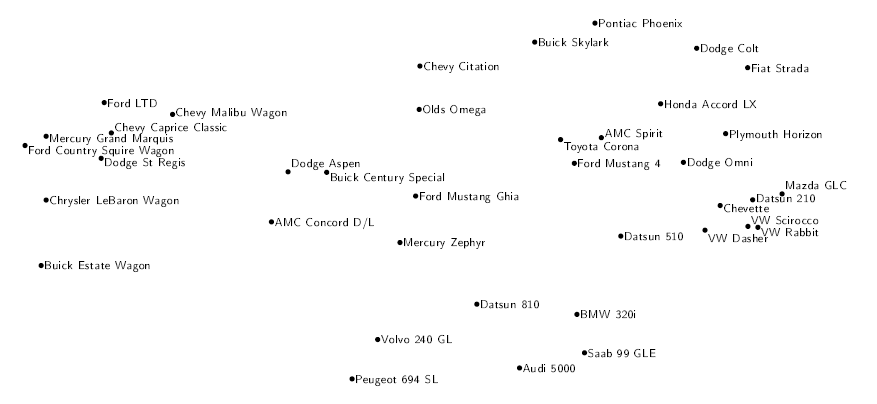 Pontiac Phoenix
Buick Skylark
Dodge Colt
Chevy Citation
Fiat Strada
Ford LTD
Chevy Malibu Wagon
Olds Omega
Honda Accord LX
Chevy Caprice Classic
Mercury Grand Marquis
AMC Spirit
Plymouth Horizon
Toyota Corona
Ford Country Squire Wagon
Dodge St Regis
Dodge Aspen
Ford Mustang 4
Dodge Omni
Buick Century Special
Mazda GLC
Chrysler LeBaron Wagon
Ford Mustang Ghia
Datsun 210
Chevette
AMC Concord D/L
VW Scirocco
VW Rabbit
Datsun 510
VW Dasher
Mercury Zephyr
Buick Estate Wagon
Datsun 810
BMW 320i
Volvo 240 GL
Saab 99 GLE
Audi 5000
Peugeot 694 SL